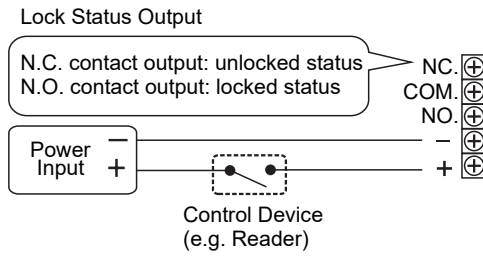 Lock Status Output
N.C. contact output: unlocked status
N.O. contact output: locked status
NC.
COM.
NO.
Power
Input
−
+
−
+
Control Device
(e.g. Reader)